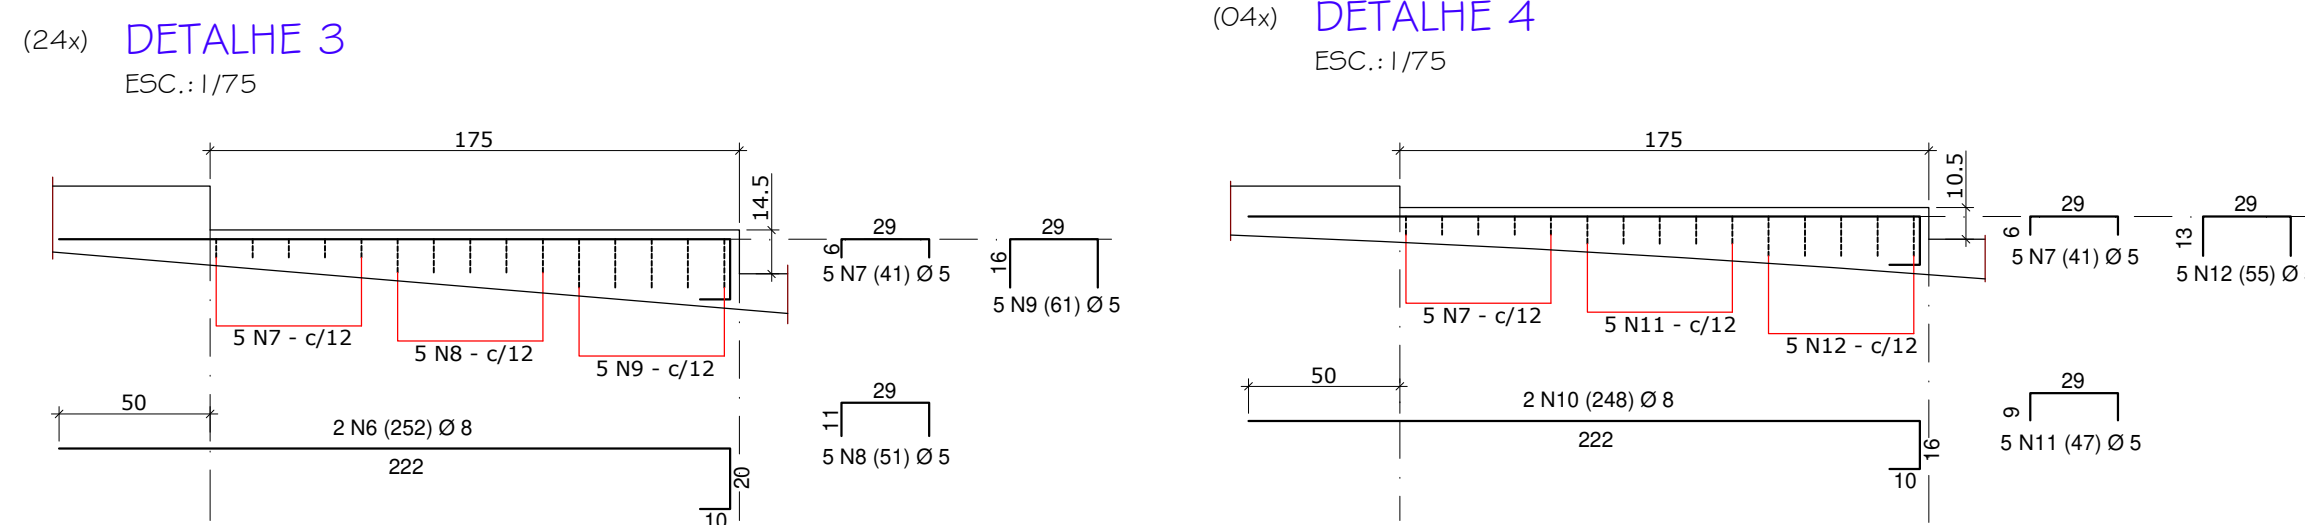 (24x) DETALHE 3
ESC.:1/75
175
14.5
29
6
5 N7 (41) Ø 5
29
16
5 N9 (61) Ø 5
5 N7 - c/12
5 N8 - c/12
5 N9 - c/12
50
2 N6 (252) Ø 8
222
20
10
29
11
5 N8 (51) Ø 5
(04x) DETALHE 4
ESC.:1/75
175
10.5
29
6
5 N7 (41) Ø 5
29
13
5 N12 (55) Ø
5 N7 - c/12
5 N11 - c/12
5 N12 - c/12
50
2 N10 (248) Ø 8
222
16
10
29
9
5 N11 (47) Ø 5